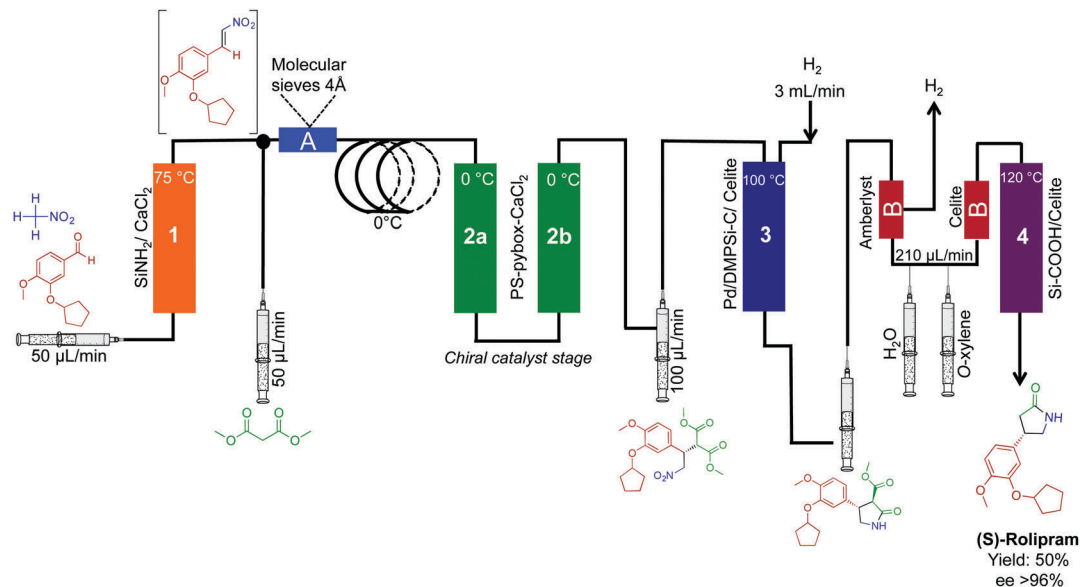 NO₂
H
O
O
H
H
NO₂
H
O
H
O
O
50 µL/min
75 °C
1
SiNH₂/ CaCl₂
Molecular
sieves 4Å
A
0°C
50 µL/min
O
O
O
O
0 °C
2a
PS-pybox-CaCl₂
0 °C
2b
Chiral catalyst stage
100 µL/min
O
O
O
O
O
O
H
NO₂
H₂
3 mL/min
Pd/DMPSi-C/ Celite
100 °C
3
O
O
O
O
O
NH
Amberlyst
B
H₂
Celite
B
210 µL/min
H₂O
O-xylene
120 °C
4
Si-COOH/Celite
O
NH
O
O
(S)-Rolipram
Yield: 50%
ee >96%